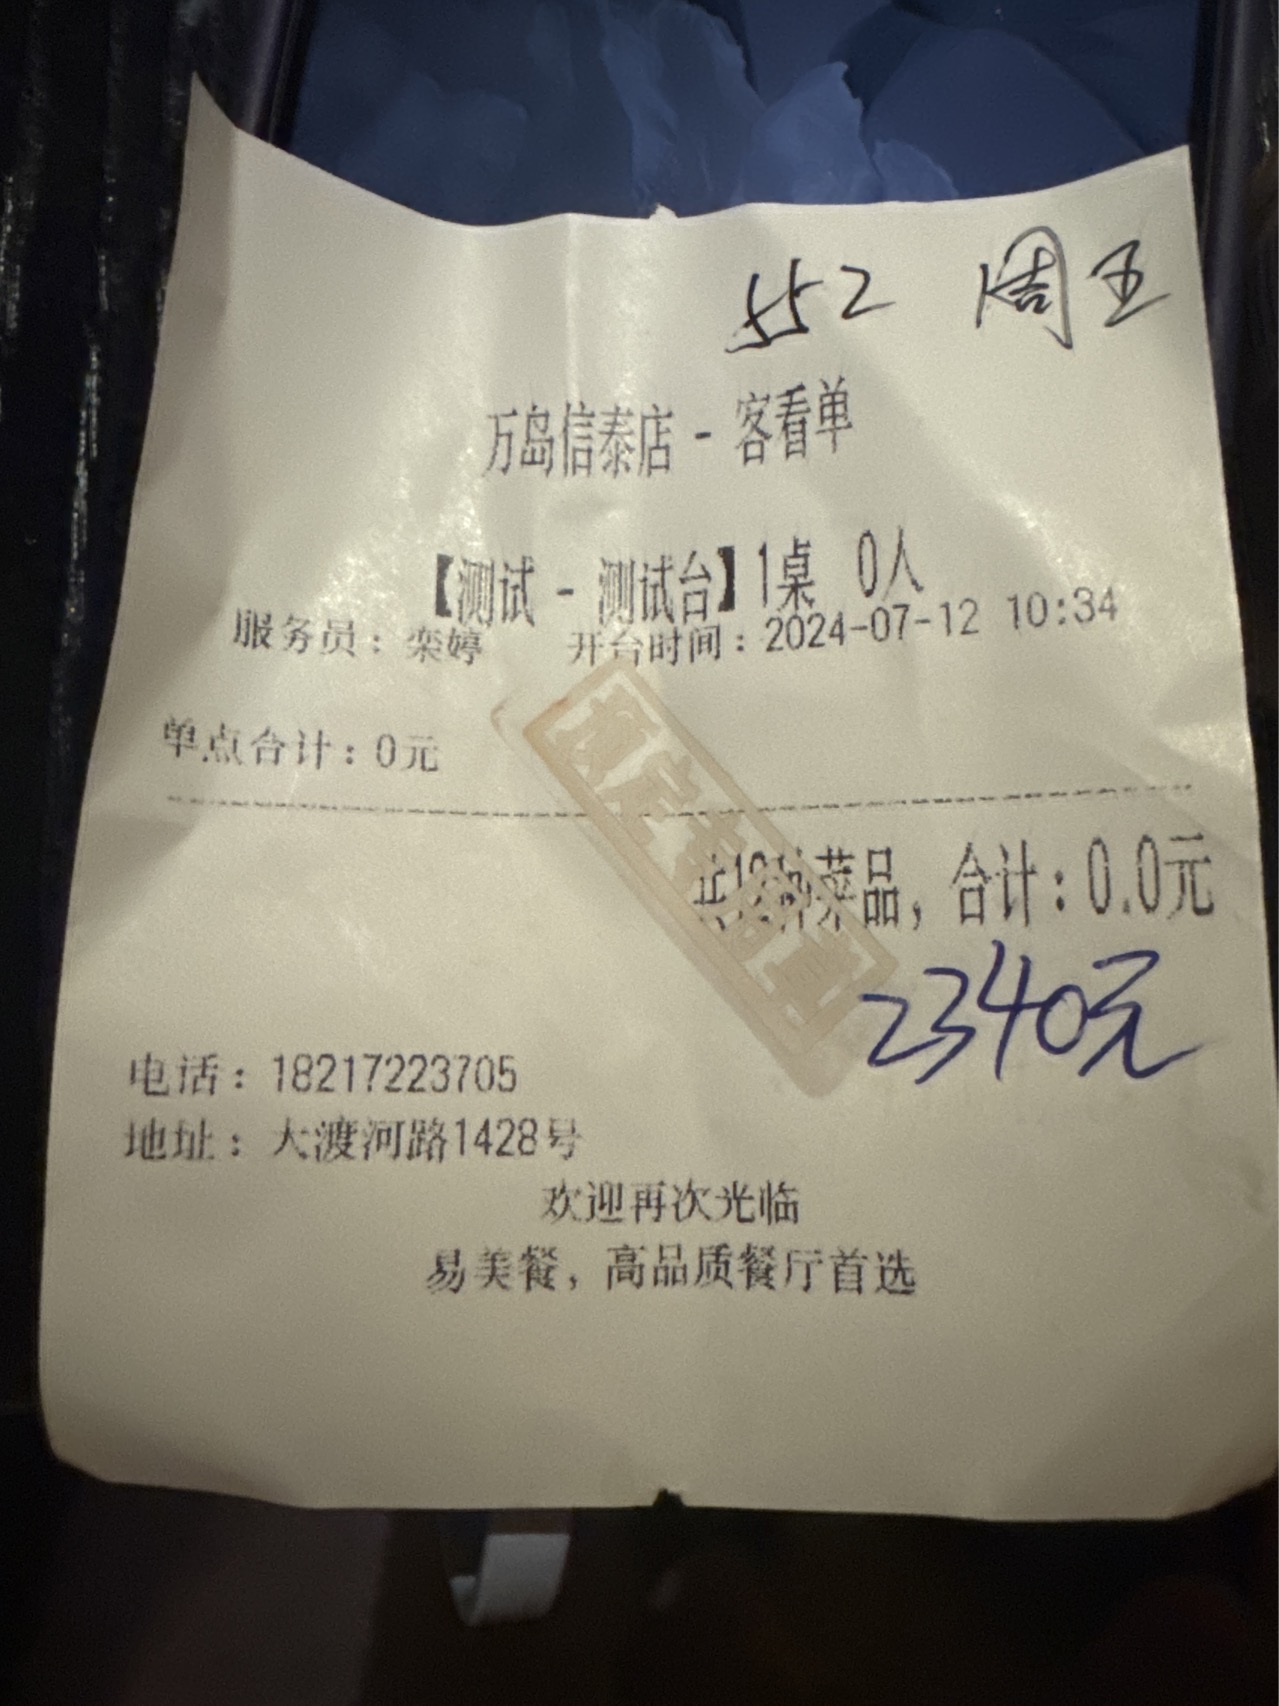 552 周五
万岛信泰店 - 客看单
【测试 - 测试台】1桌 0人
服务员：栾婷 开台时间：2024-07-12 10:34
单点合计：0元
菜品，合计：0.0元
2340元
电话：18217223705
地址：大渡河路1428号
欢迎再次光临
易美餐，高品质餐厅首选